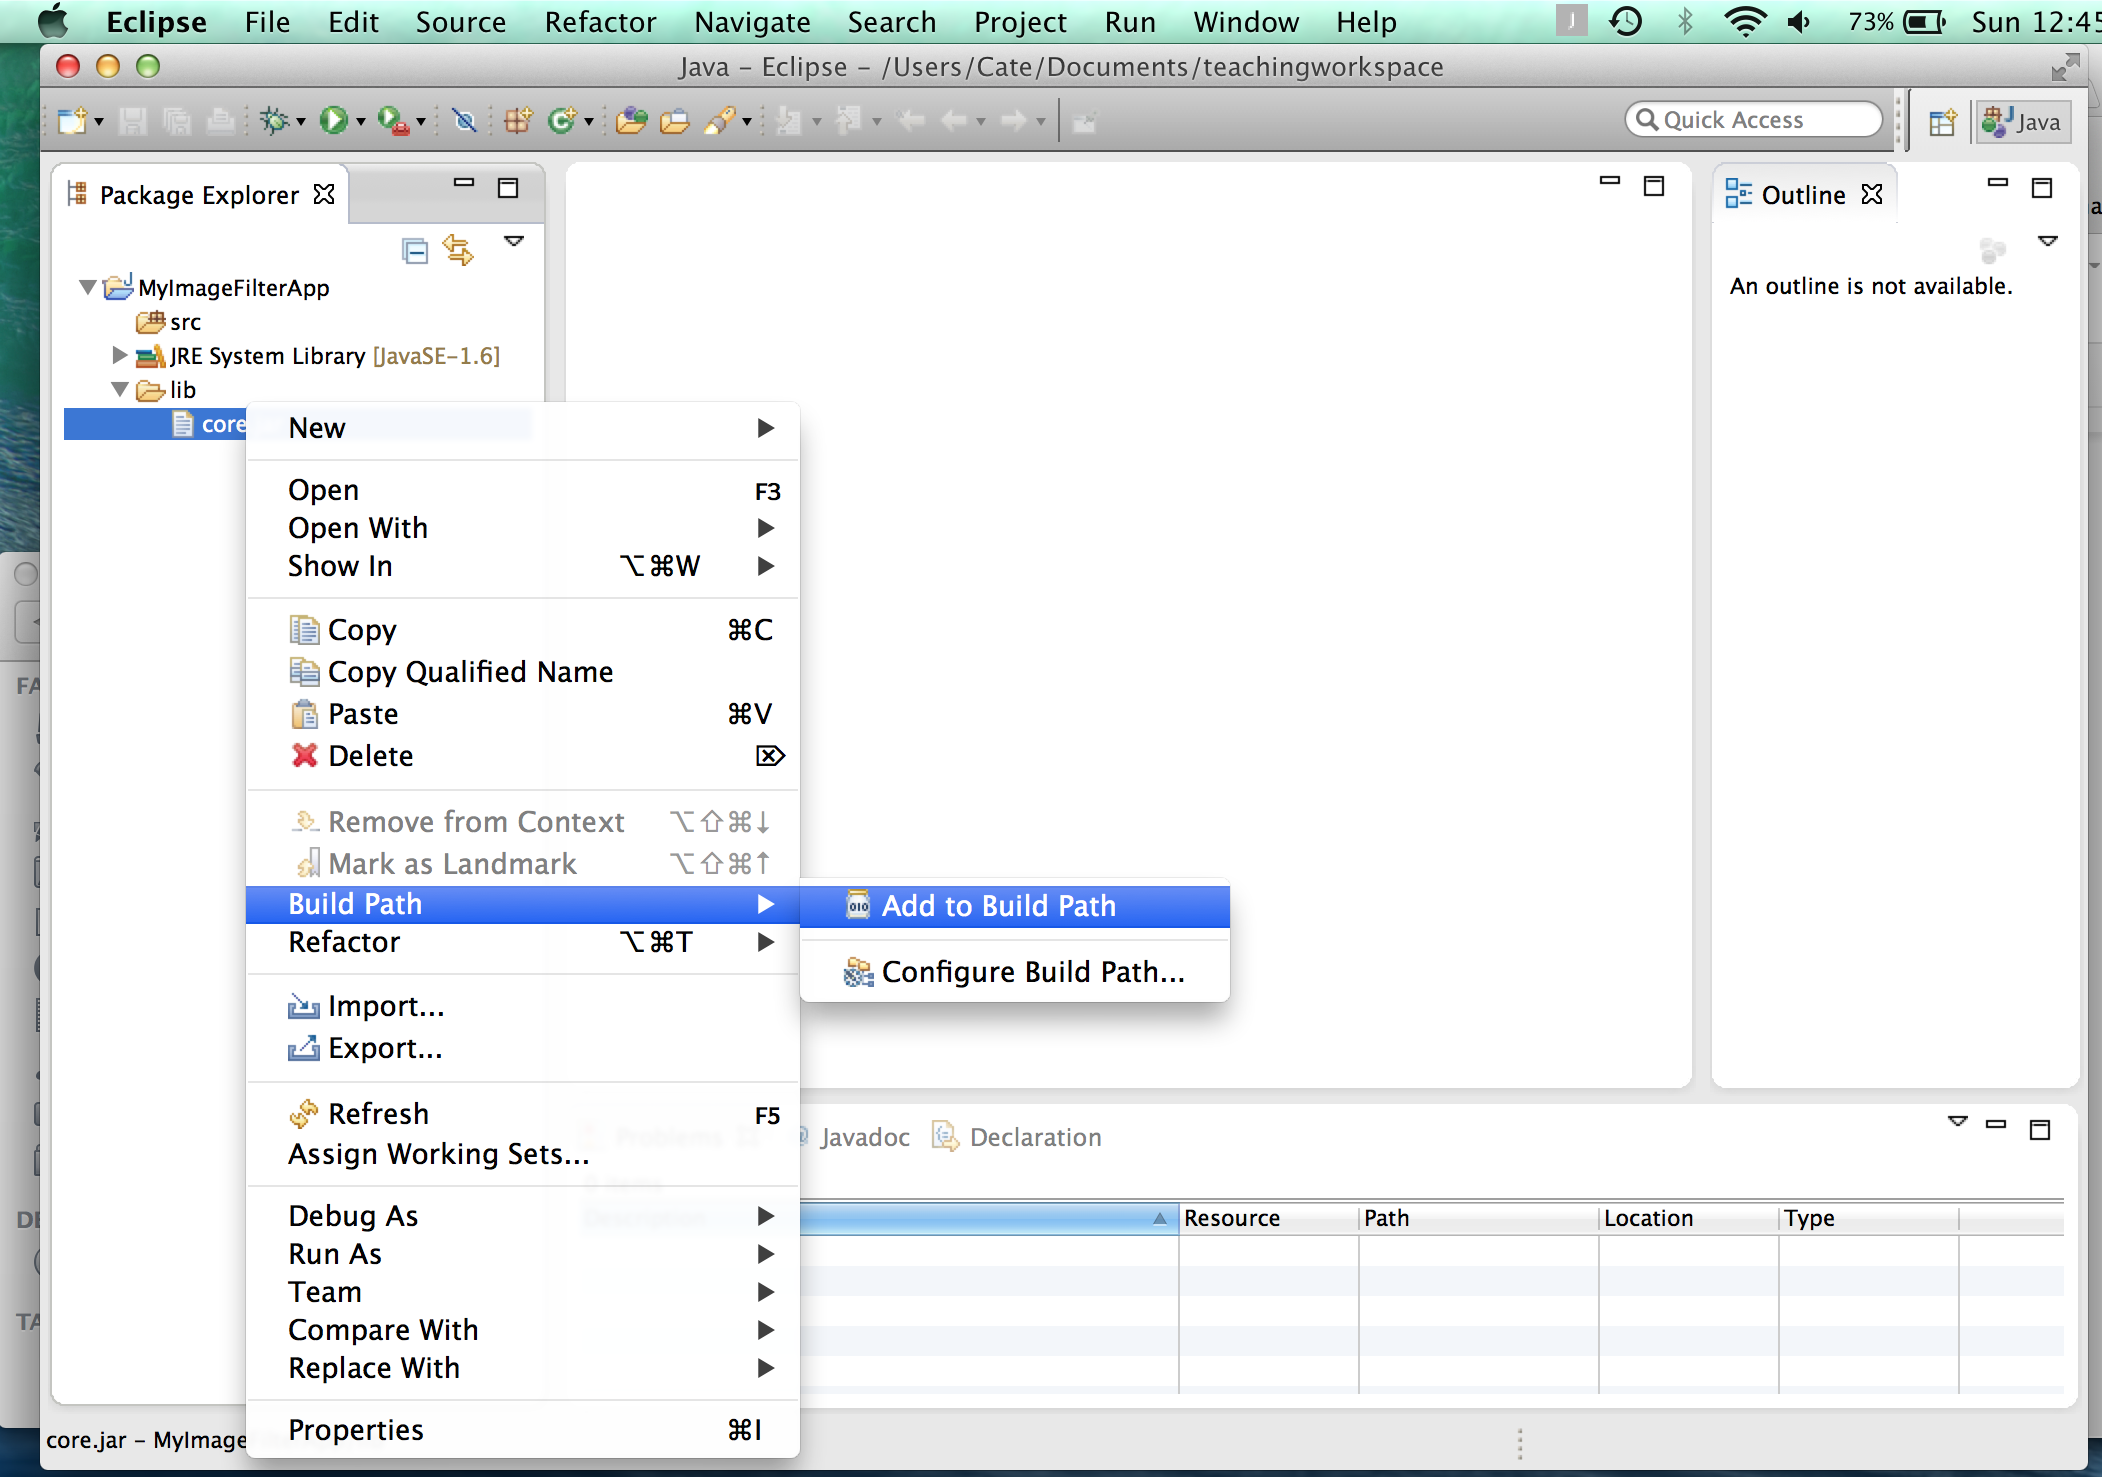 Eclipse File Edit Source Refactor Navigate Search Project Run Window Help 73% Sun 12:45
Java – Eclipse – /Users/Cate/Documents/teachingworkspace
Quick Access
Java
Package Explorer
Outline
An outline is not available.
MyImageFilterApp
src
JRE System Library [JavaSE-1.6]
lib
core
New
Open F3
Open With
Show In ⌥⌘W
Copy ⌘C
Copy Qualified Name
Paste ⌘V
Delete ⌦
Remove from Context ⌥⇧⌘↓
Mark as Landmark ⌥⇧⌘↑
Build Path
Refactor ⌥⌘T
Add to Build Path
Configure Build Path...
Import...
Export...
Refresh F5
Assign Working Sets...
Debug As
Run As
Team
Compare With
Replace With
Properties ⌘I
Problems
Javadoc
Declaration
Resource Path Location Type
core.jar – MyImage
FA
DE
TA